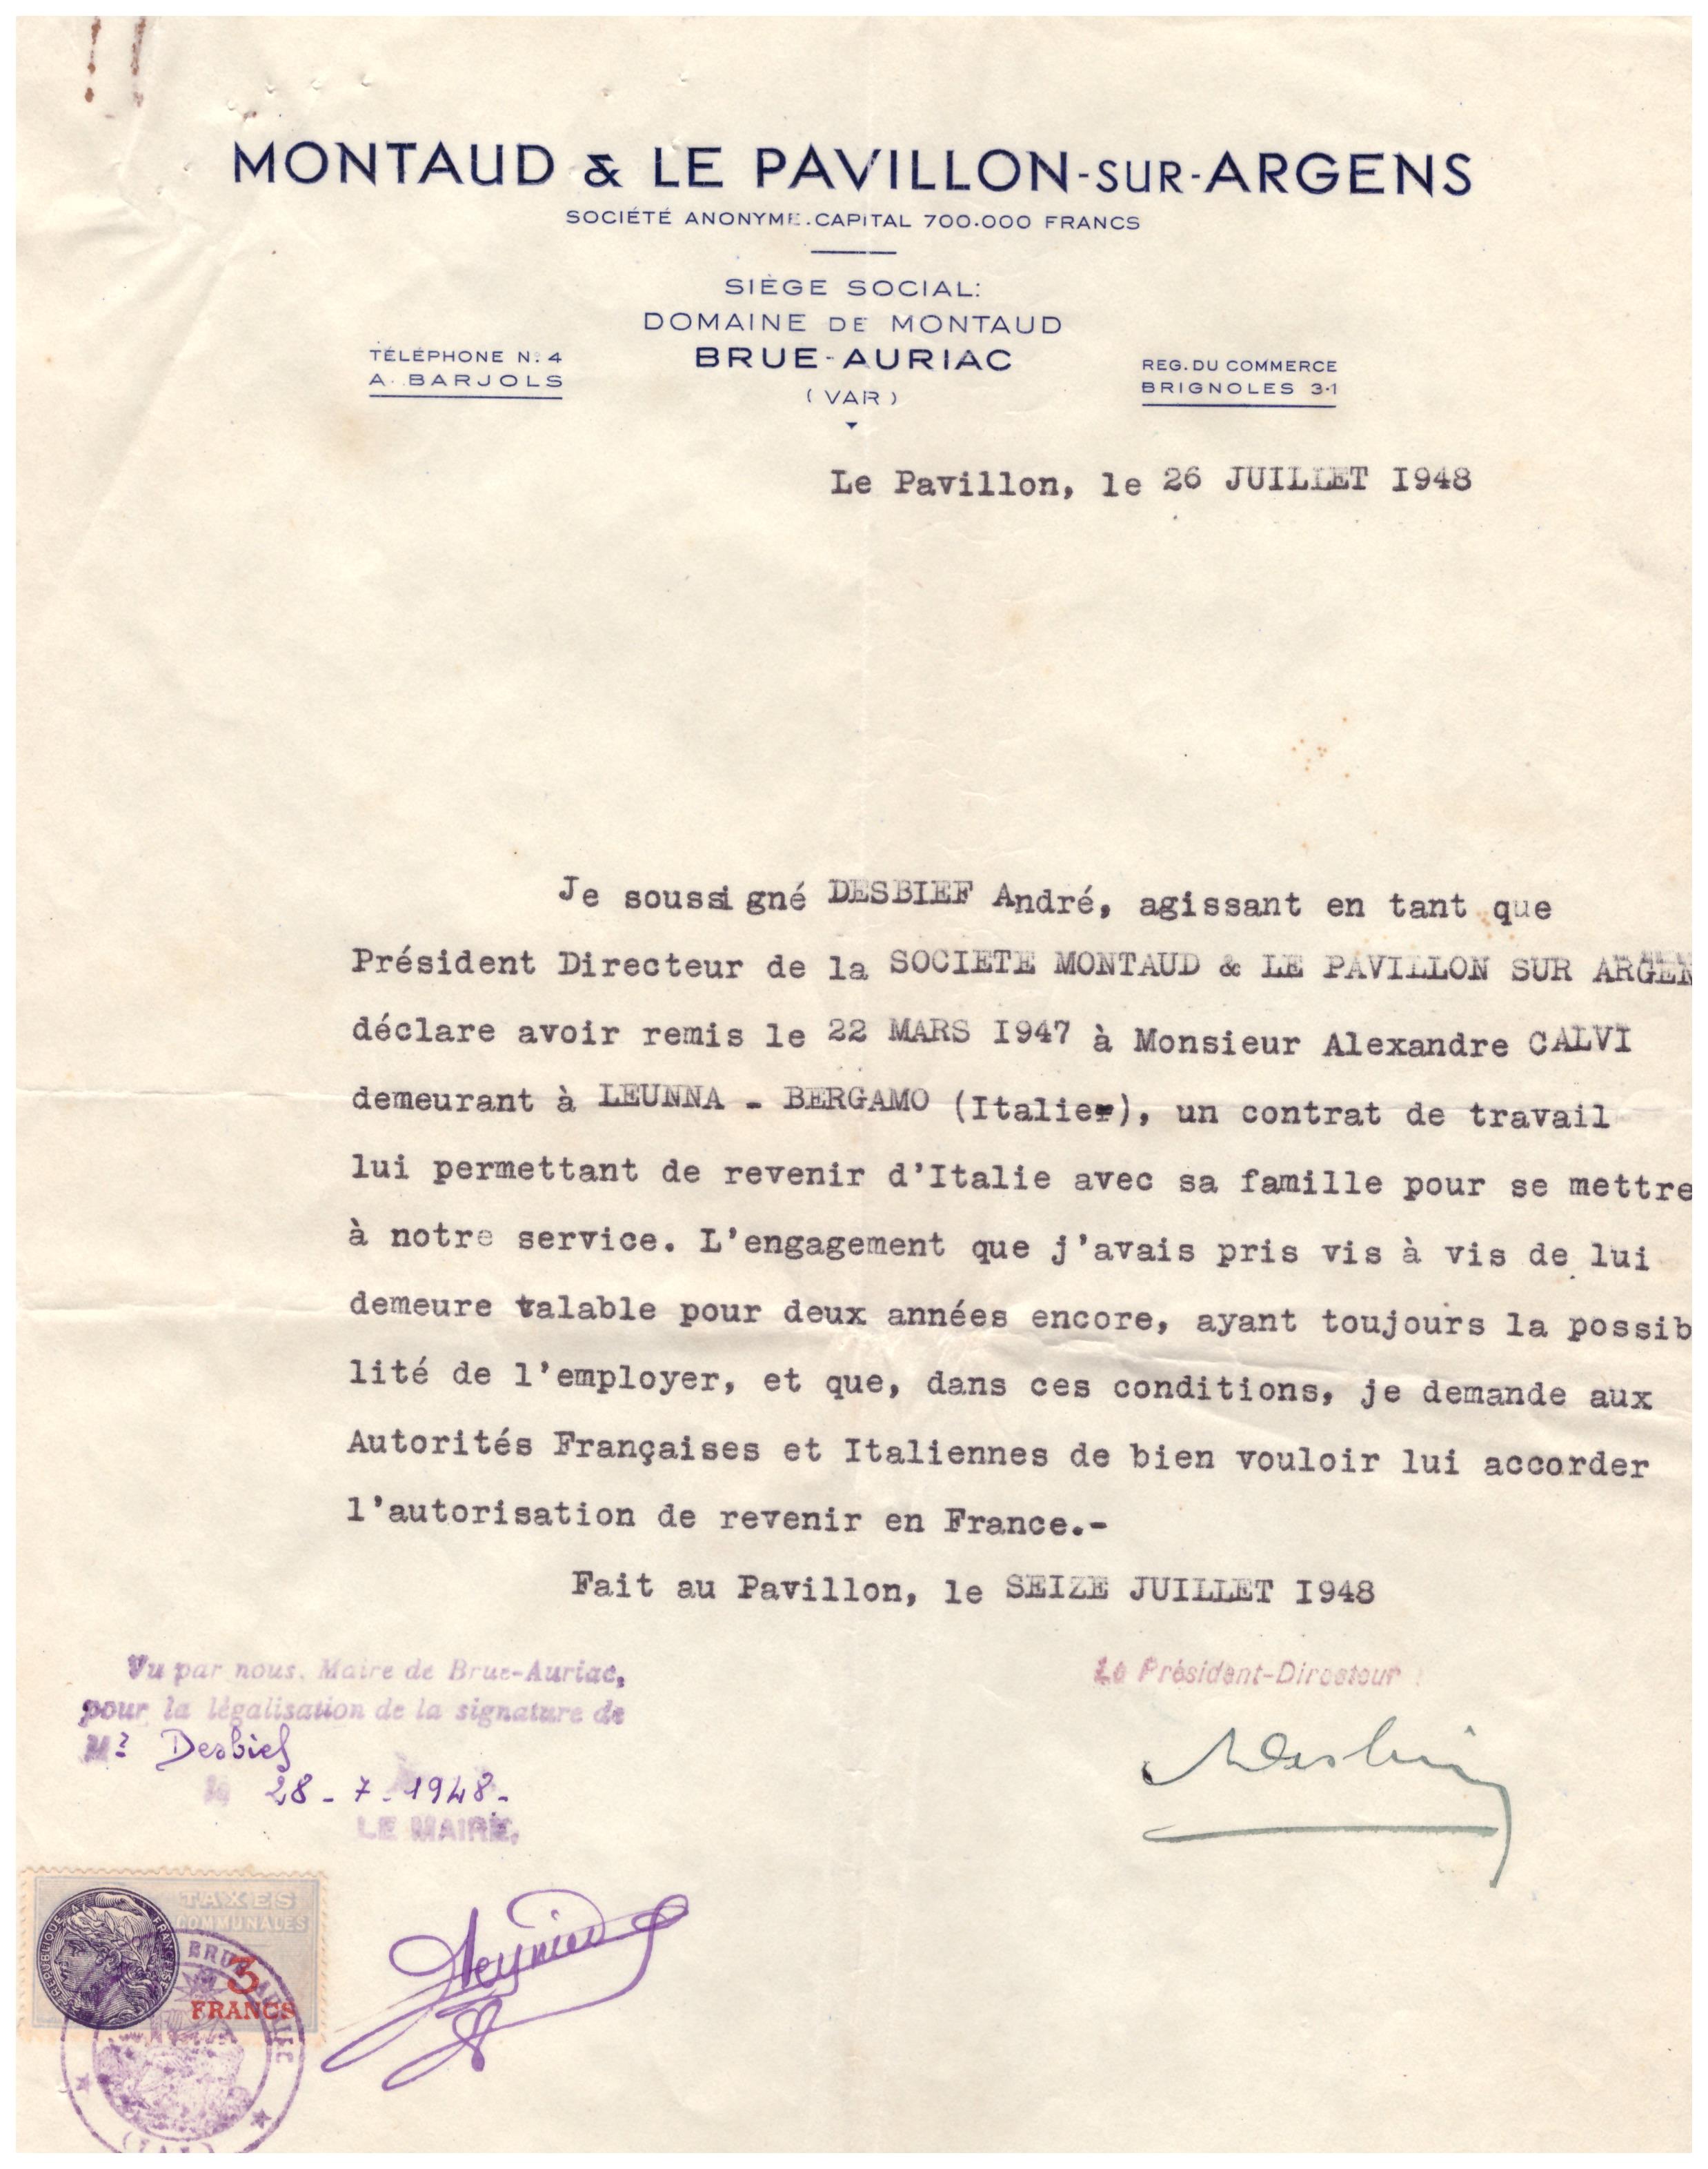 MONTAUD & LE PAVILLON-SUR-ARGENS
SOCIÉTÉ ANONYME.CAPITAL 700.000 FRANCS
SIÈGE SOCIAL:
DOMAINE DE MONTAUD
BRUE-AURIAC
(VAR)
TÉLÉPHONE N: 4
A. BARJOLS
REG. DU COMMERCE
BRIGNOLES 3·1
Le Pavillon, le 26 JUILLET 1948
Je soussigné DESBIEF André, agissant en tant que
Président Directeur de la SOCIETE MONTAUD & LE PAVILLON SUR ARGEN
déclare avoir remis le 22 MARS 1947 à Monsieur Alexandre CALVI
demeurant à LEUNNA - BERGAMO (Italie), un contrat de travail
lui permettant de revenir d'Italie avec sa famille pour se mettre
à notre service. L'engagement que j'avais pris vis à vis de lui
demeure valable pour deux années encore, ayant toujours la possib
lité de l'employer, et que, dans ces conditions, je demande aux
Autorités Françaises et Italiennes de bien vouloir lui accorder
l'autorisation de revenir en France.-
Fait au Pavillon, le SEIZE JUILLET 1948
Vu par nous, Maire de Brue-Auriac,
pour la légalisation de la signature de
Mr Desbief
le 28 - 7 - 1948 -
LE MAIRE,
Le Président-Directeur :
TAXES
COMMUNALES
3
FRANCS
REPUBLIQUE FRANÇAISE
BRUE-AURIAC
(VAR)